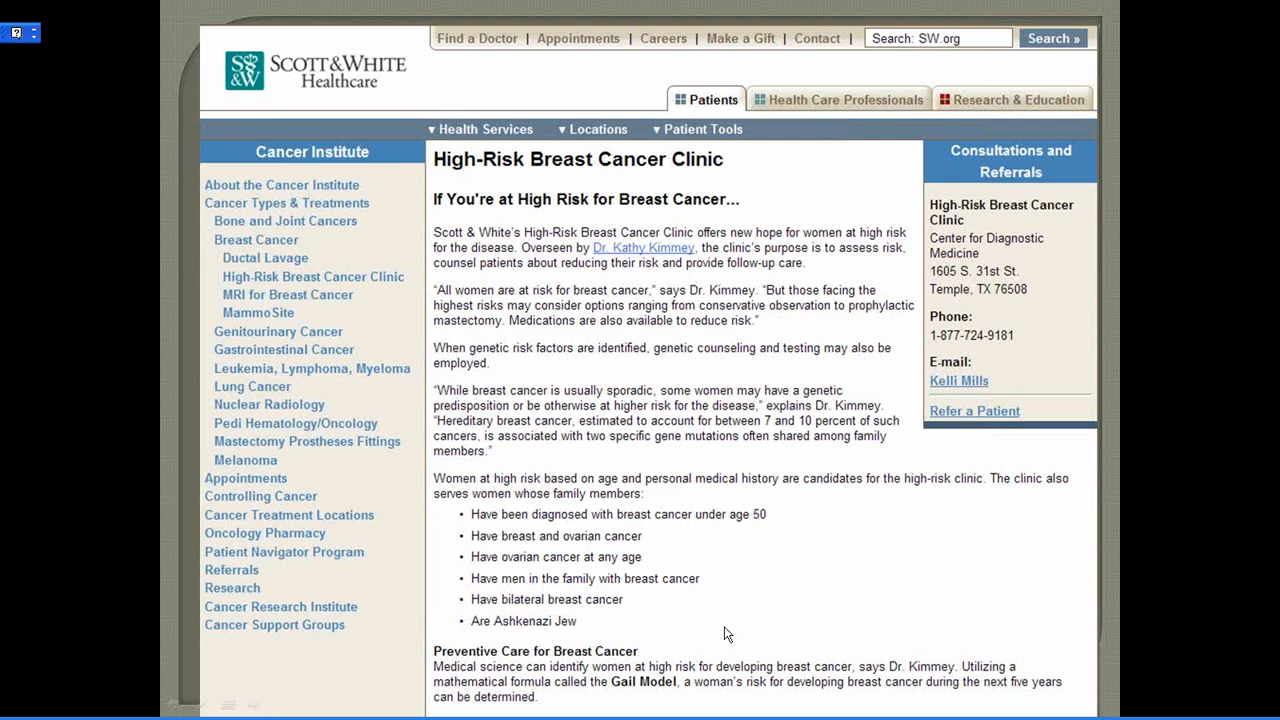 Find a Doctor | Appointments | Careers | Make a Gift | Contact | Search: SW.org Search »
S&W
SCOTT&WHITE
Healthcare
Patients Health Care Professionals Research & Education
▾ Health Services ▾ Locations ▾ Patient Tools
Cancer Institute
About the Cancer Institute
Cancer Types & Treatments
Bone and Joint Cancers
Breast Cancer
Ductal Lavage
High-Risk Breast Cancer Clinic
MRI for Breast Cancer
MammoSite
Genitourinary Cancer
Gastrointestinal Cancer
Leukemia, Lymphoma, Myeloma
Lung Cancer
Nuclear Radiology
Pedi Hematology/Oncology
Mastectomy Prostheses Fittings
Melanoma
Appointments
Controlling Cancer
Cancer Treatment Locations
Oncology Pharmacy
Patient Navigator Program
Referrals
Research
Cancer Research Institute
Cancer Support Groups
High-Risk Breast Cancer Clinic
If You're at High Risk for Breast Cancer...
Scott & White's High-Risk Breast Cancer Clinic offers new hope for women at high risk
for the disease. Overseen by Dr. Kathy Kimmey, the clinic's purpose is to assess risk,
counsel patients about reducing their risk and provide follow-up care.
“All women are at risk for breast cancer,” says Dr. Kimmey. “But those facing the
highest risks may consider options ranging from conservative observation to prophylactic
mastectomy. Medications are also available to reduce risk.”
When genetic risk factors are identified, genetic counseling and testing may also be
employed.
“While breast cancer is usually sporadic, some women may have a genetic
predisposition or be otherwise at higher risk for the disease,” explains Dr. Kimmey.
“Hereditary breast cancer, estimated to account for between 7 and 10 percent of such
cancers, is associated with two specific gene mutations often shared among family
members.”
Women at high risk based on age and personal medical history are candidates for the high-risk clinic. The clinic also
serves women whose family members:
• Have been diagnosed with breast cancer under age 50
• Have breast and ovarian cancer
• Have ovarian cancer at any age
• Have men in the family with breast cancer
• Have bilateral breast cancer
• Are Ashkenazi Jew
Preventive Care for Breast Cancer
Medical science can identify women at high risk for developing breast cancer, says Dr. Kimmey. Utilizing a
mathematical formula called the Gail Model, a woman's risk for developing breast cancer during the next five years
can be determined.
Consultations and
Referrals
High-Risk Breast Cancer
Clinic
Center for Diagnostic
Medicine
1605 S. 31st St.
Temple, TX 76508
Phone:
1-877-724-9181
E-mail:
Kelli Mills
Refer a Patient